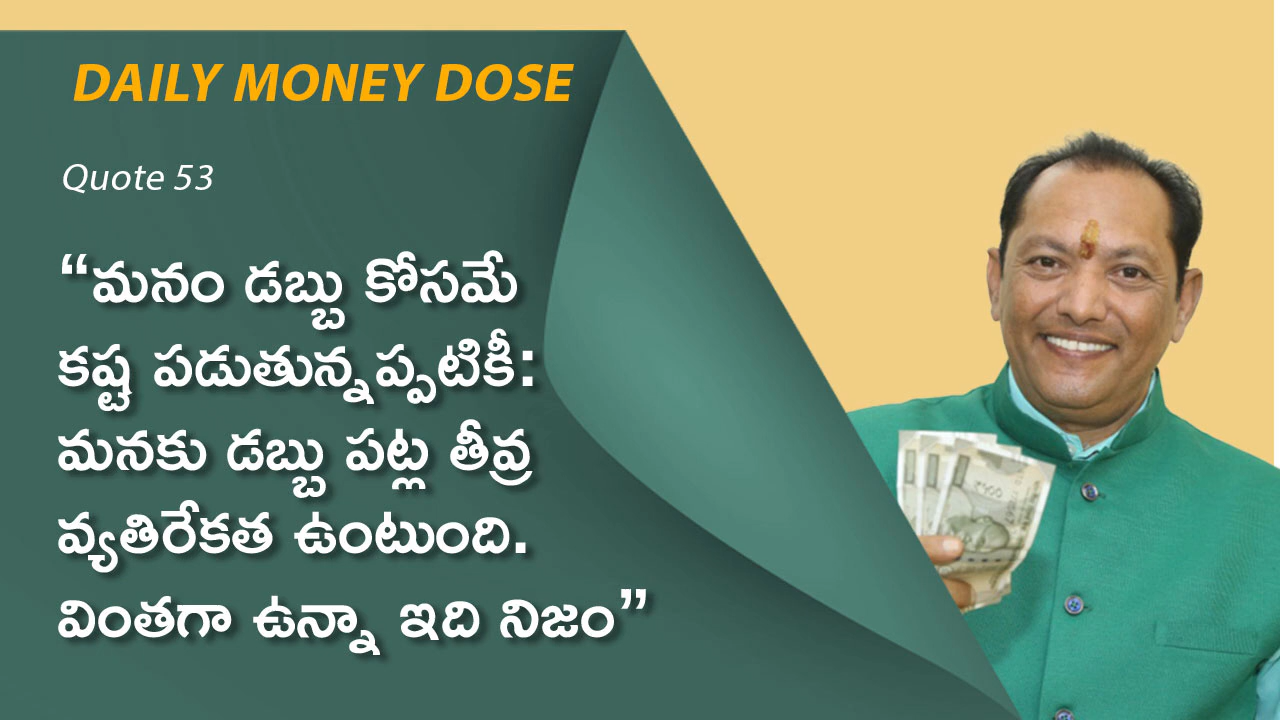 DAILY MONEY DOSE
Quote 53
“మనం డబ్బు కోసమే
కష్ట పడుతున్నప్పటికీ:
మనకు డబ్బు పట్ల తీవ్ర
వ్యతిరేకత ఉంటుంది.
వింతగా ఉన్నా ఇది నిజం”
₹500